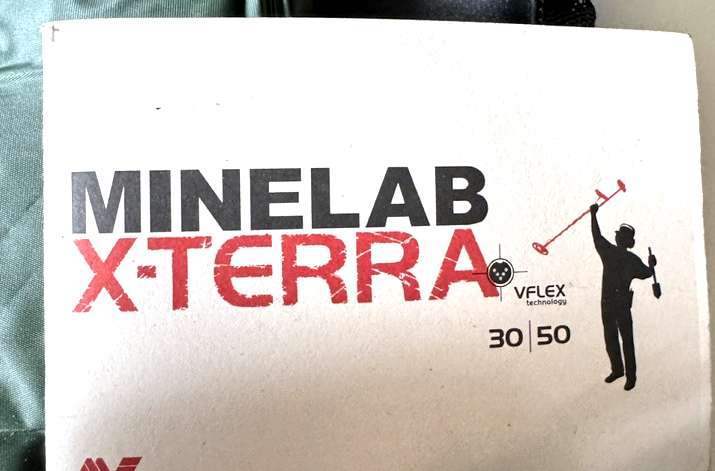 MINELAB
X-TERRA
VFLEX
technology
30|50